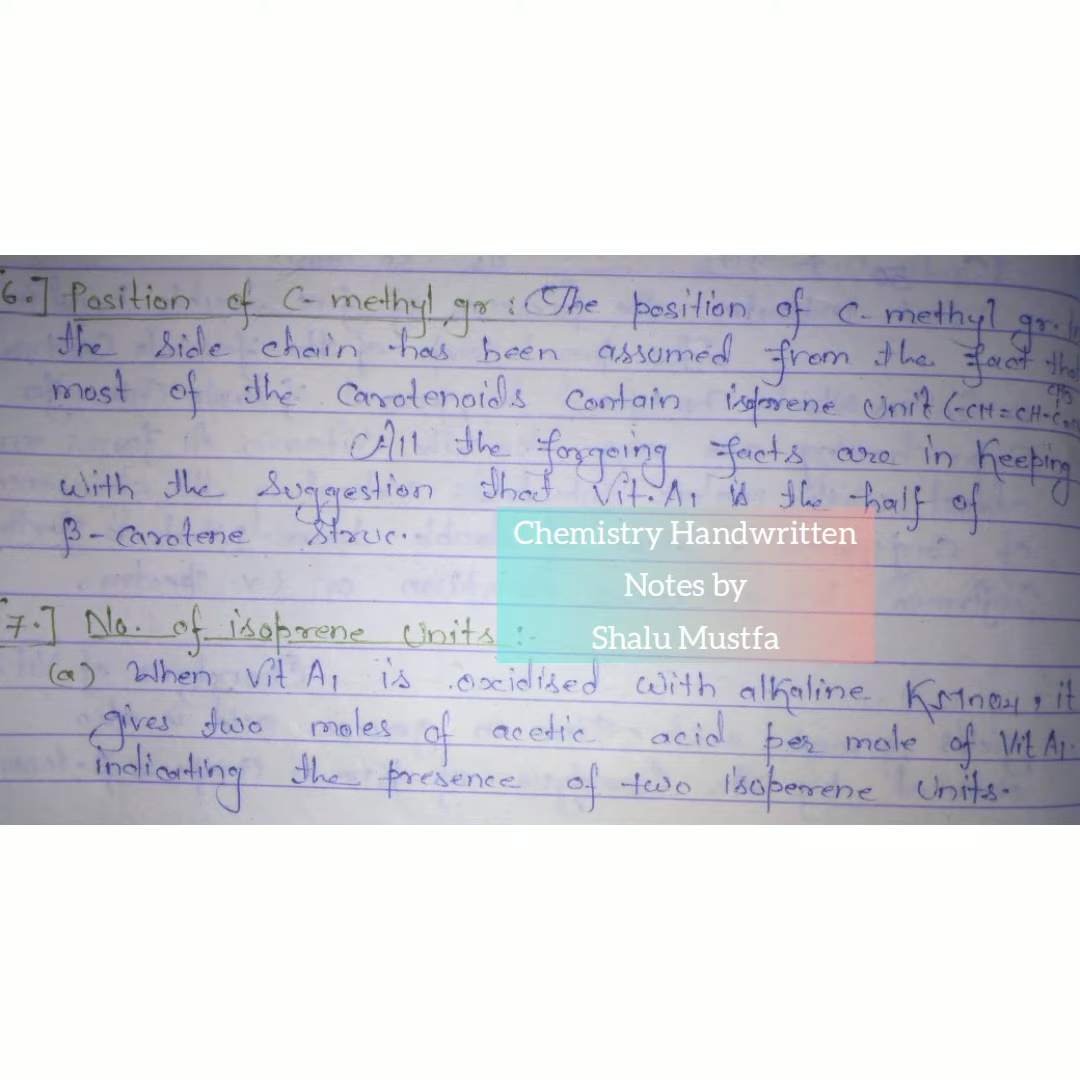 6.] Position of C-methyl gr: The position of C-methyl gr. in
the side chain has been assumed from the fact that
most of the Carotenoids Contain isoprene Unit (-CH=CH-
All the forgoing facts are in Keeping
with the Suggestion that Vit. A1 is the half of
β-Carotene Struc.
Chemistry Handwritten
Notes by
Shalu Mustfa
7.] No. of isoprene Units :-
(a) When Vit A1 is oxidised with alkaline KMnO4, it
gives two moles of acetic acid per mole of Vit A1.
indicating the presence of two isoperene Units.